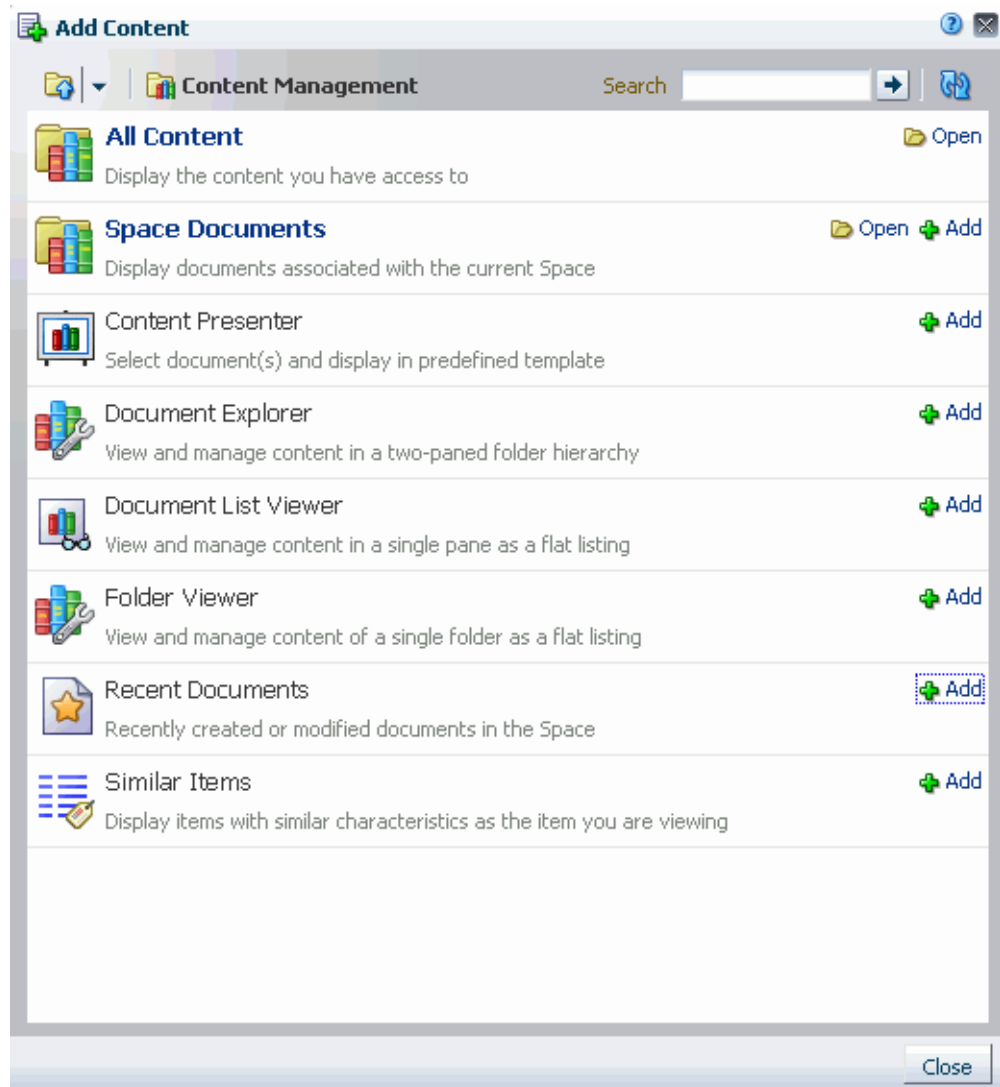 Add Content
Content Management Search
All Content Open
Display the content you have access to
Space Documents Open Add
Display documents associated with the current Space
Content Presenter Add
Select document(s) and display in predefined template
Document Explorer Add
View and manage content in a two-paned folder hierarchy
Document List Viewer Add
View and manage content in a single pane as a flat listing
Folder Viewer Add
View and manage content of a single folder as a flat listing
Recent Documents Add
Recently created or modified documents in the Space
Similar Items Add
Display items with similar characteristics as the item you are viewing
Close